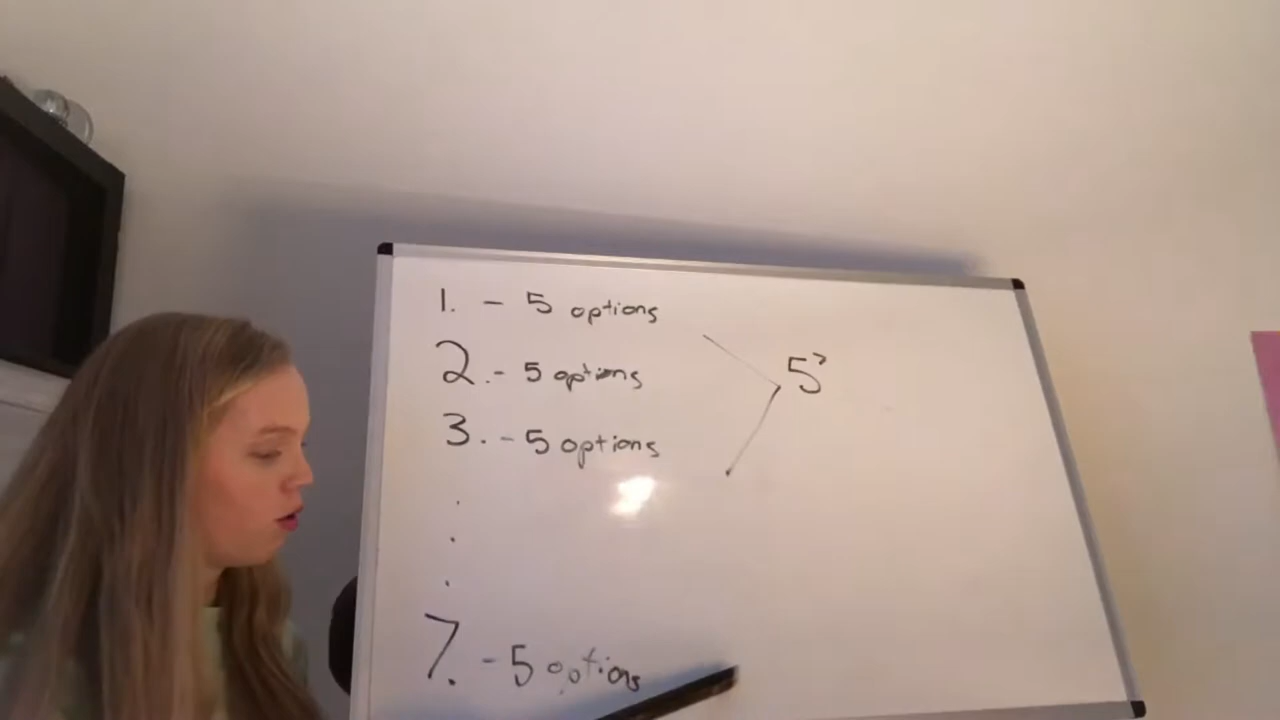 1. - 5 options
2. - 5 options
3. - 5 options
5⁷
.
.
.
7. - 5 options